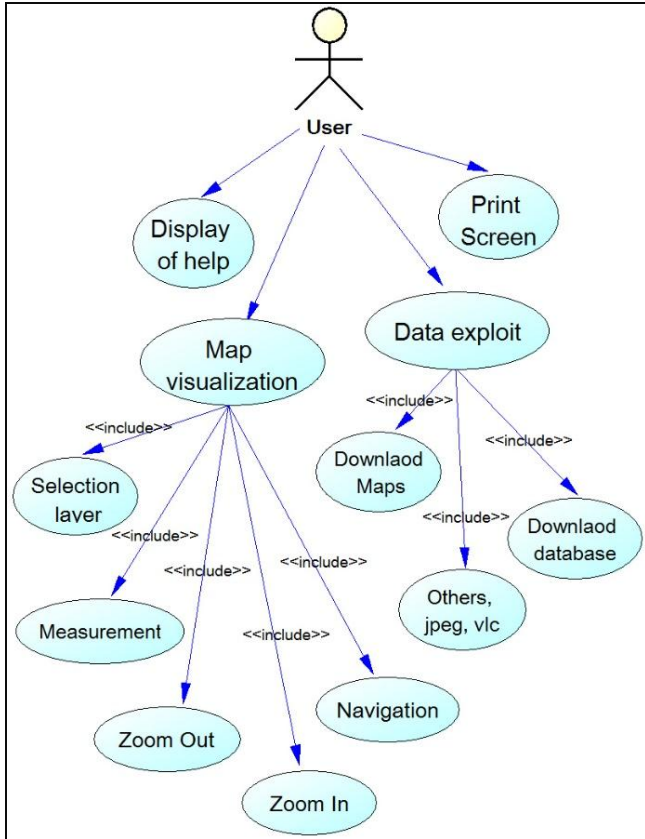 User
Display
of help
Print
Screen
Map
visualization
Data exploit
<<include>>
<<include>>
<<include>>
Selection
layer
Downlaod
Maps
Downlaod
database
<<include>>
<<include>>
<<include>>
<<include>>
<<include>>
Measurement
Others,
jpeg, vlc
Zoom Out
Navigation
Zoom In